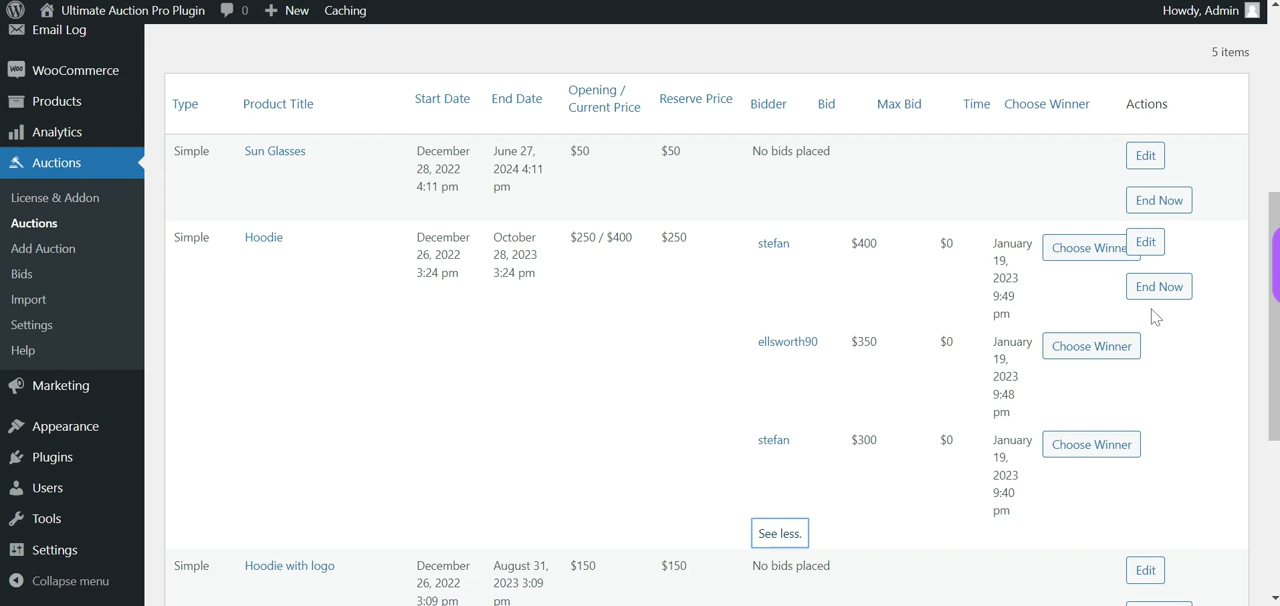 Ultimate Auction Pro Plugin 0 New Caching Howdy, Admin
Email Log
WooCommerce
Products
Analytics
Auctions
License & Addon
Auctions
Add Auction
Bids
Import
Settings
Help
Marketing
Appearance
Plugins
Users
Tools
Settings
Collapse menu
5 items
Type Product Title Start Date End Date Opening / Current Price Reserve Price Bidder Bid Max Bid Time Choose Winner Actions
Simple Sun Glasses December 28, 2022 4:11 pm June 27, 2024 4:11 pm $50 $50 No bids placed Edit
End Now
Simple Hoodie December 26, 2022 3:24 pm October 28, 2023 3:24 pm $250 / $400 $250 stefan $400 $0 January 19, 2023 9:49 pm Choose Winne Edit
End Now
ellsworth90 $350 $0 January 19, 2023 9:48 pm Choose Winner
stefan $300 $0 January 19, 2023 9:40 pm Choose Winner
See less.
Simple Hoodie with logo December 26, 2022 3:09 pm August 31, 2023 3:09 pm $150 $150 No bids placed Edit